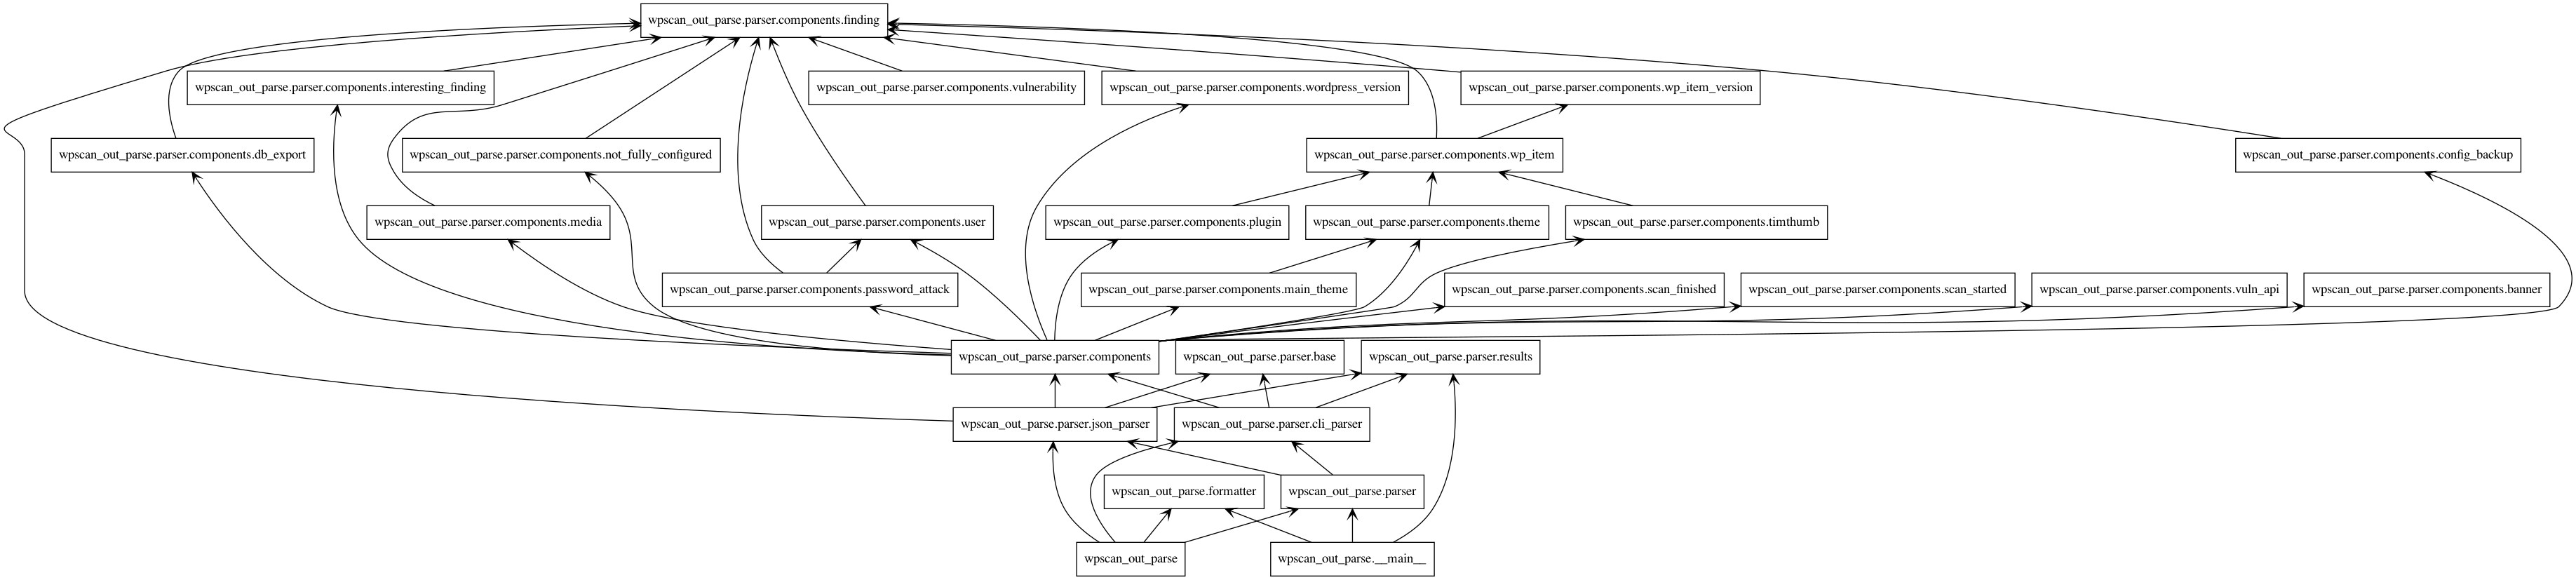 wpscan_out_parse.parser.components.finding
wpscan_out_parse.parser.components.interesting_finding
wpscan_out_parse.parser.components.vulnerability
wpscan_out_parse.parser.components.wordpress_version
wpscan_out_parse.parser.components.wp_item_version
wpscan_out_parse.parser.components.db_export
wpscan_out_parse.parser.components.not_fully_configured
wpscan_out_parse.parser.components.wp_item
wpscan_out_parse.parser.components.config_backup
wpscan_out_parse.parser.components.media
wpscan_out_parse.parser.components.user
wpscan_out_parse.parser.components.plugin
wpscan_out_parse.parser.components.theme
wpscan_out_parse.parser.components.timthumb
wpscan_out_parse.parser.components.password_attack
wpscan_out_parse.parser.components.main_theme
wpscan_out_parse.parser.components.scan_finished
wpscan_out_parse.parser.components.scan_started
wpscan_out_parse.parser.components.vuln_api
wpscan_out_parse.parser.components.banner
wpscan_out_parse.parser.components
wpscan_out_parse.parser.base
wpscan_out_parse.parser.results
wpscan_out_parse.parser.json_parser
wpscan_out_parse.parser.cli_parser
wpscan_out_parse.formatter
wpscan_out_parse.parser
wpscan_out_parse
wpscan_out_parse.__main__